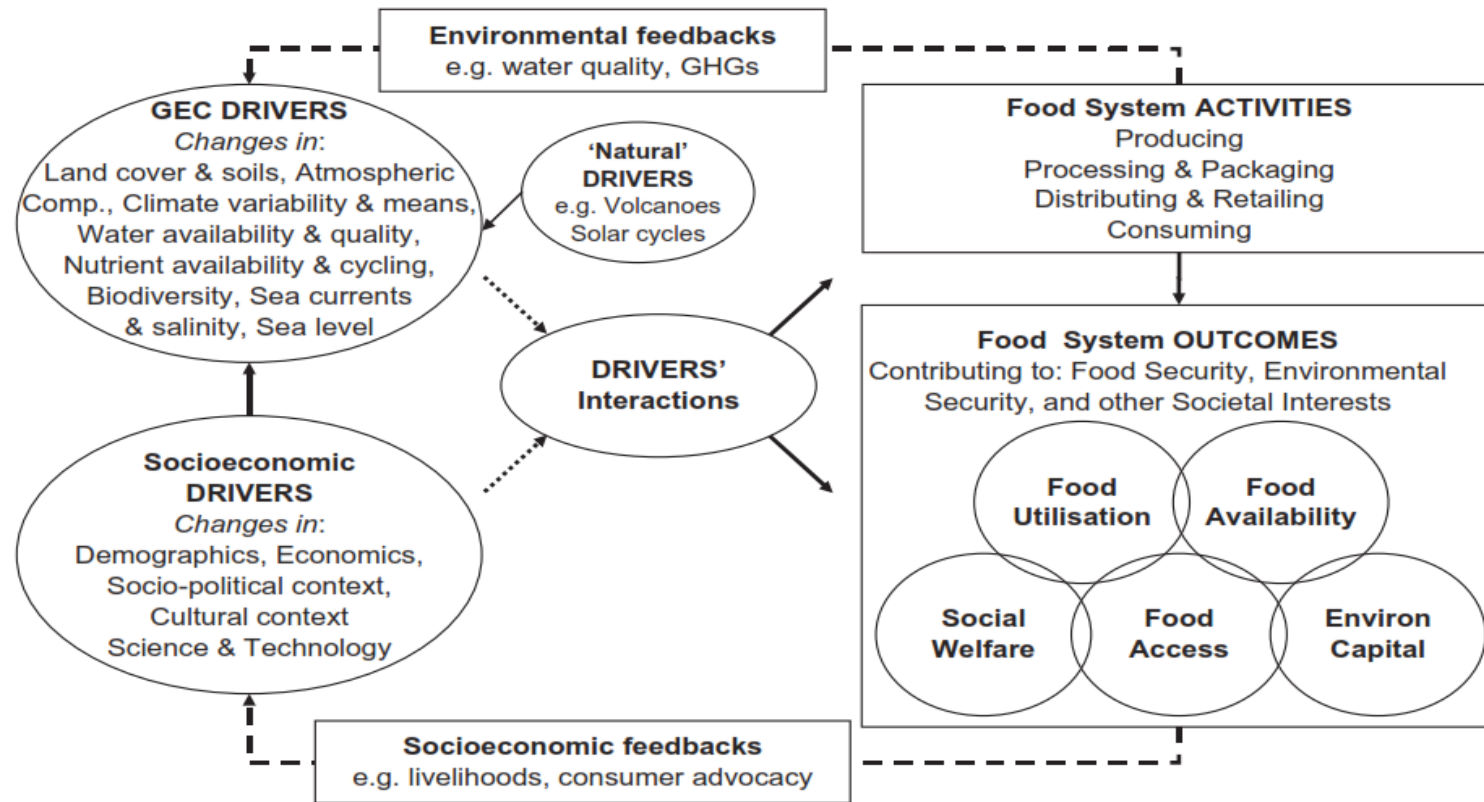 Environmental feedbacks
e.g. water quality, GHGs
GEC DRIVERS
Changes in:
Land cover & soils, Atmospheric
Comp., Climate variability & means,
Water availability & quality,
Nutrient availability & cycling,
Biodiversity, Sea currents
& salinity, Sea level
‘Natural’
DRIVERS
e.g. Volcanoes
Solar cycles
Food System ACTIVITIES
Producing
Processing & Packaging
Distributing & Retailing
Consuming
DRIVERS’
Interactions
Food System OUTCOMES
Contributing to: Food Security, Environmental
Security, and other Societal Interests
Food
Utilisation
Food
Availability
Social
Welfare
Food
Access
Environ
Capital
Socioeconomic
DRIVERS
Changes in:
Demographics, Economics,
Socio-political context,
Cultural context
Science & Technology
Socioeconomic feedbacks
e.g. livelihoods, consumer advocacy